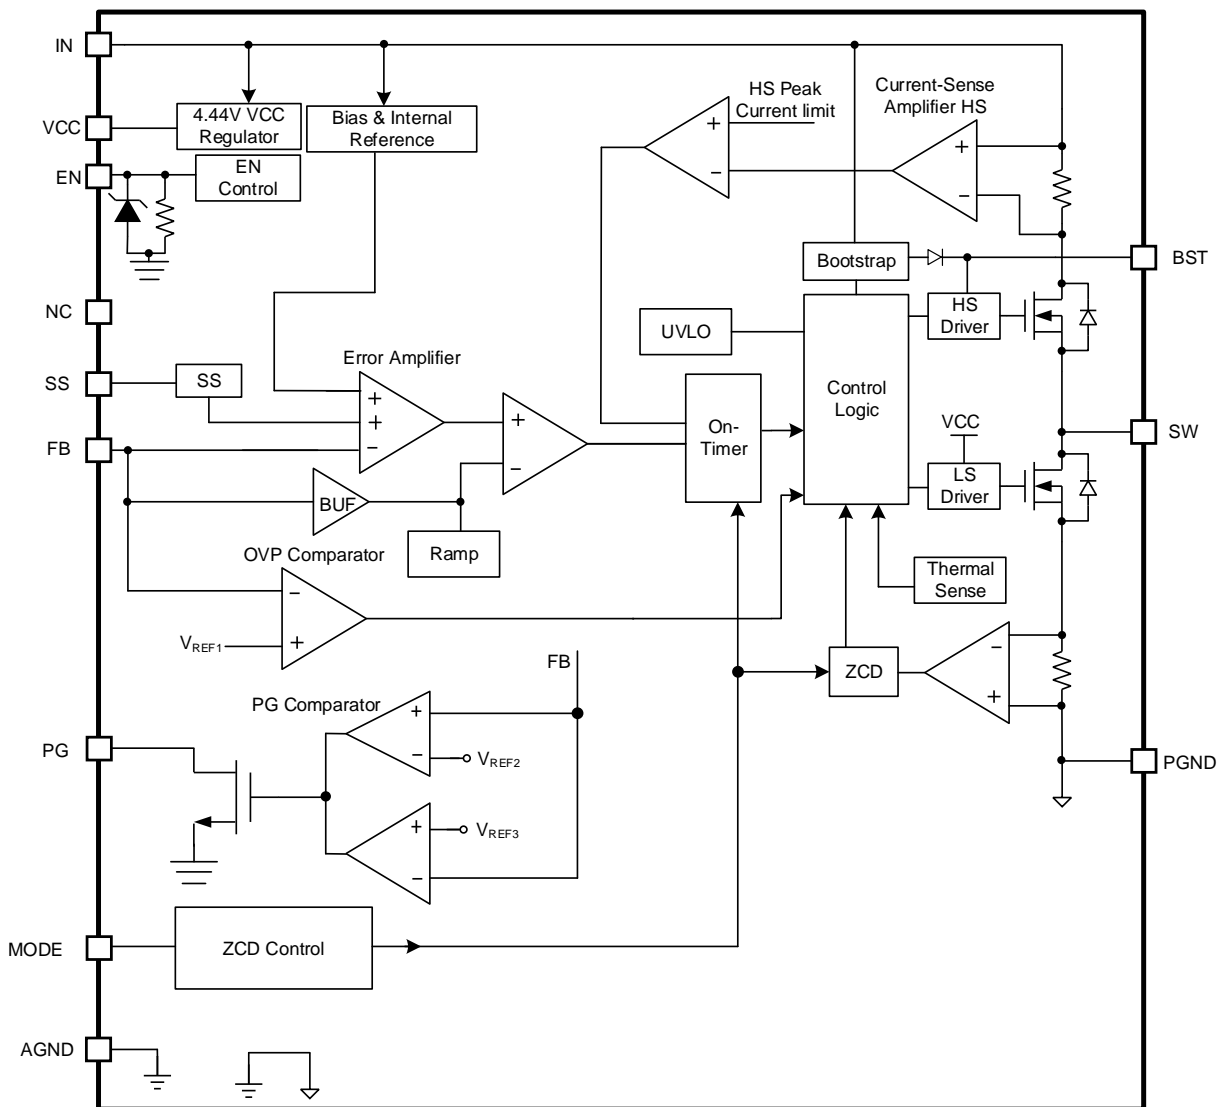 IN
HS Peak
Current limit
Current-Sense
Amplifier HS
+
−
+
−
VCC
4.44V VCC
Regulator
Bias & Internal
Reference
EN
EN
Control
BST
Bootstrap
NC
HS
Driver
UVLO
Error Amplifier
SS
SS
+
+
−
+
−
On-
Timer
Control
Logic
VCC
SW
FB
LS
Driver
BUF
Ramp
OVP Comparator
−
+
VREF1
Thermal
Sense
FB
ZCD
−
+
PG Comparator
+
−
VREF2
PG
PGND
+
−
VREF3
MODE
ZCD Control
AGND